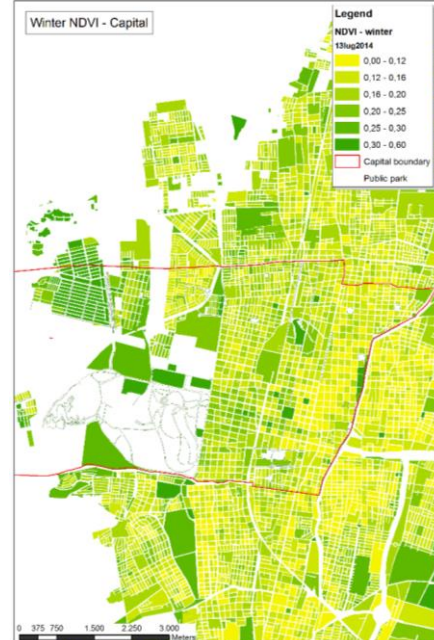 Winter NDVI - Capital
Legend
NDVI - winter
13lug2014
0,00 - 0,12
0,12 - 0,16
0,16 - 0,20
0,20 - 0,25
0,25 - 0,30
0,30 - 0,60
Capital boundary
Public park
0 375 750 1.500 2.250 3.000
Meters